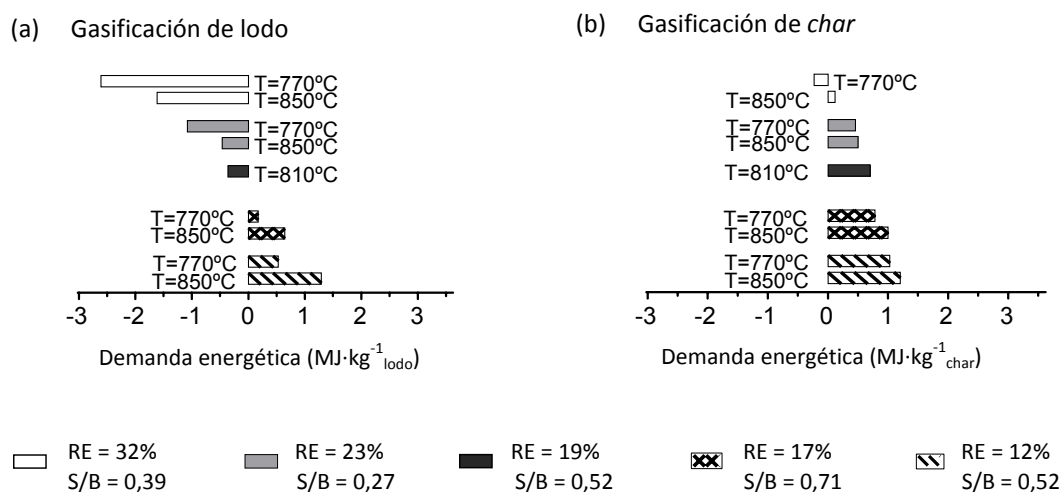 (a) Gasificación de lodo
T=770ºC
T=850ºC
T=770ºC
T=850ºC
T=810ºC
T=770ºC
T=850ºC
T=770ºC
T=850ºC
-3 -2 -1 0 1 2 3
Demanda energética (MJ·kg⁻¹lodo)
(b) Gasificación de char
T=770ºC
T=850ºC
T=770ºC
T=850ºC
T=810ºC
T=770ºC
T=850ºC
T=770ºC
T=850ºC
-3 -2 -1 0 1 2 3
Demanda energética (MJ·kg⁻¹char)
RE = 32%
S/B = 0,39
RE = 23%
S/B = 0,27
RE = 19%
S/B = 0,52
RE = 17%
S/B = 0,71
RE = 12%
S/B = 0,52